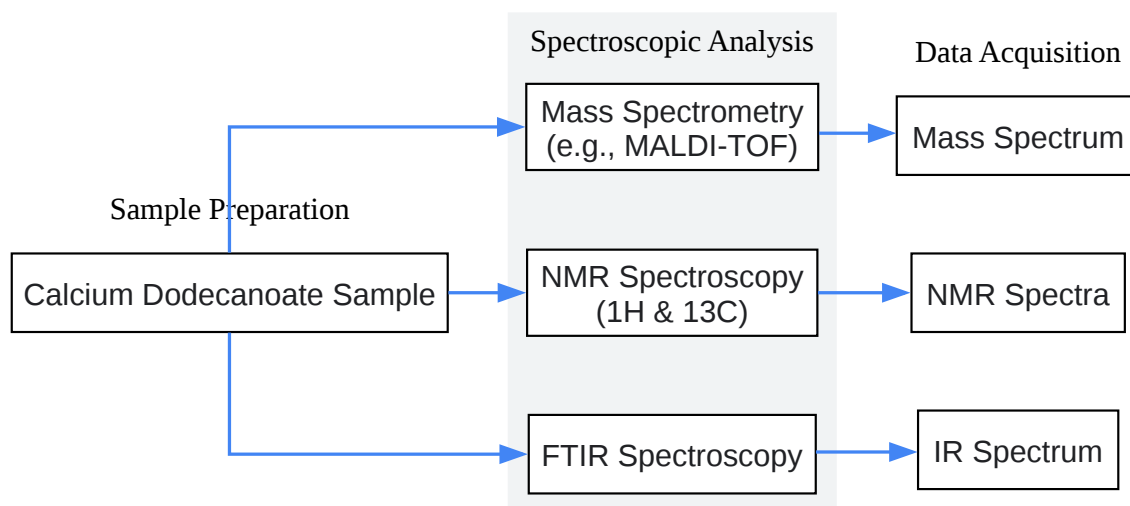 Spectroscopic Analysis
Data Acquisition
Mass Spectrometry
(e.g., MALDI-TOF)
Mass Spectrum
Sample Preparation
Calcium Dodecanoate Sample
NMR Spectroscopy
(1H & 13C)
NMR Spectra
FTIR Spectroscopy
IR Spectrum